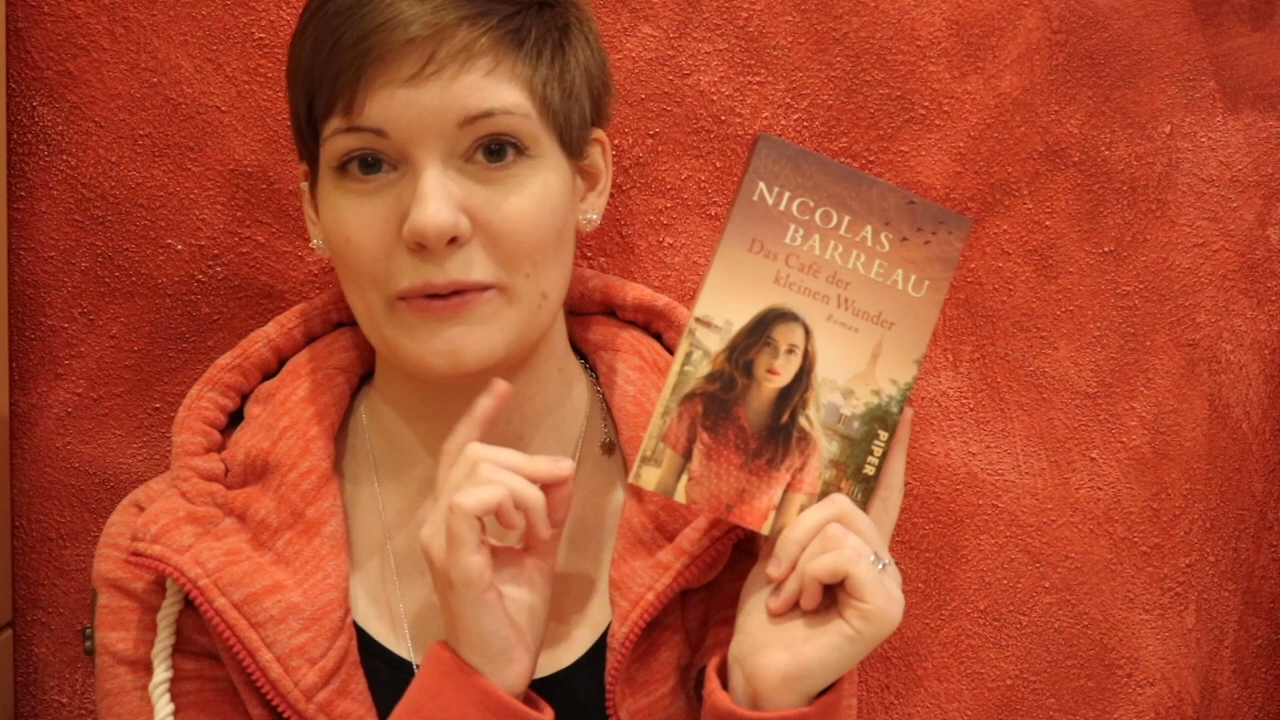 NICOLAS
BARREAU
Das Café der
kleinen Wunder
Roman
PIPER